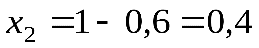 x₂ =1− 0,6=0,4